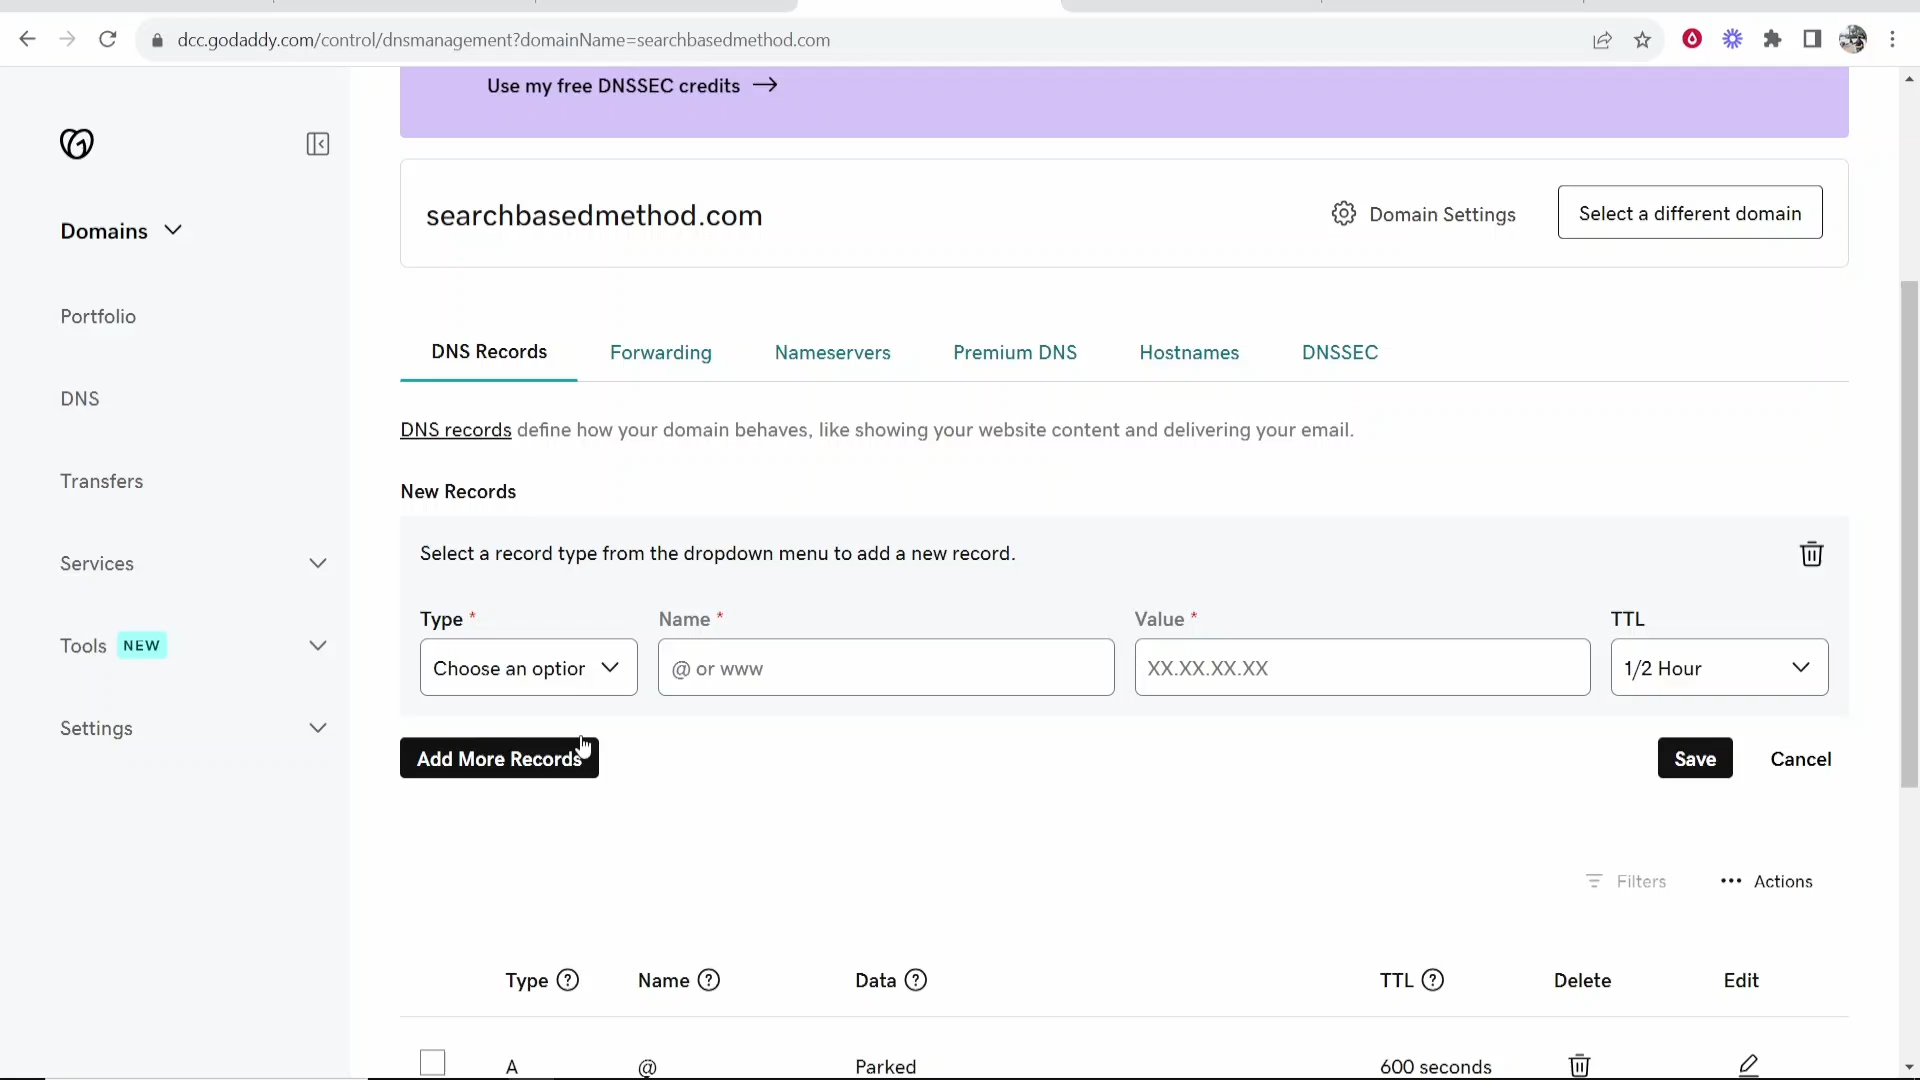 dcc.godaddy.com/control/dnsmanagement?domainName=searchbasedmethod.com
Use my free DNSSEC credits →
searchbasedmethod.com
Domain Settings
Select a different domain
Domains
Portfolio
DNS
Transfers
Services
Tools NEW
Settings
DNS Records
Forwarding
Nameservers
Premium DNS
Hostnames
DNSSEC
DNS records define how your domain behaves, like showing your website content and delivering your email.
New Records
Select a record type from the dropdown menu to add a new record.
Type * Name * Value * TTL
Choose an optior @ or www XX.XX.XX.XX 1/2 Hour
Add More Records
Save Cancel
Filters ••• Actions
Type ? Name ? Data ? TTL ? Delete Edit
A @ Parked 600 seconds